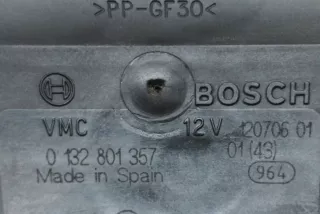 >PP-GF30<
BOSCH
VMC 12V 120706 01
0 132 801 357 01 (43)
Made in Spain 964